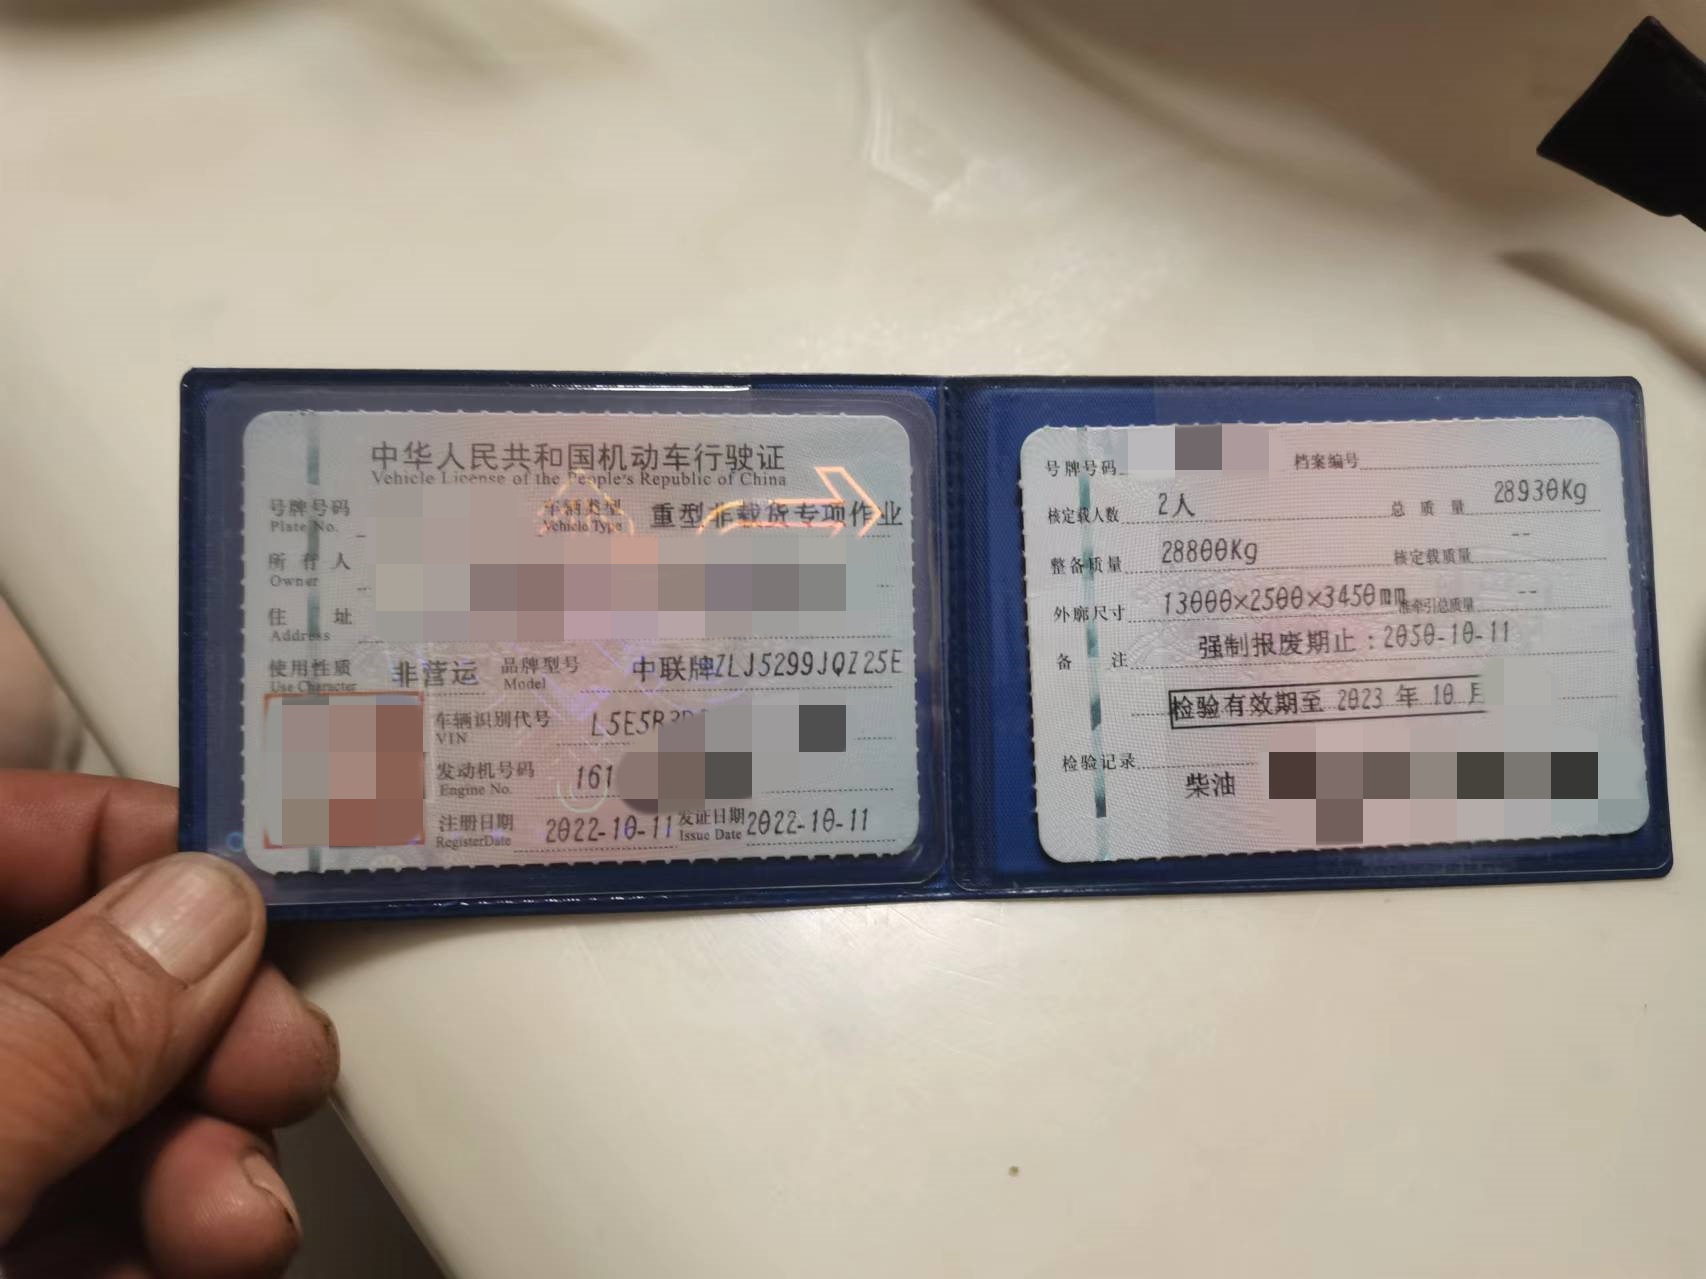 中华人民共和国机动车行驶证
Vehicle License of the People's Republic of China
号牌号码
Plate No.
车辆类型
Vehicle Type
重型非载货专项作业
所有人
Owner
住址
Address
使用性质
Use Character
非营运
品牌型号
Model
中联牌ZLJ5299JQZ25E
车辆识别代号
VIN
L5E5R3
发动机号码
Engine No.
161
注册日期
RegisterDate
2022-10-11
发证日期
Issue Date
2022-10-11
号牌号码
档案编号
核定载人数 2人
总质量 28930Kg
整备质量 28800Kg
核定载质量 --
外廓尺寸 13000×2500×3450mm
准牵引总质量 --
备注 强制报废期止:2050-10-11
检验有效期至 2023 年 10 月
检验记录
柴油